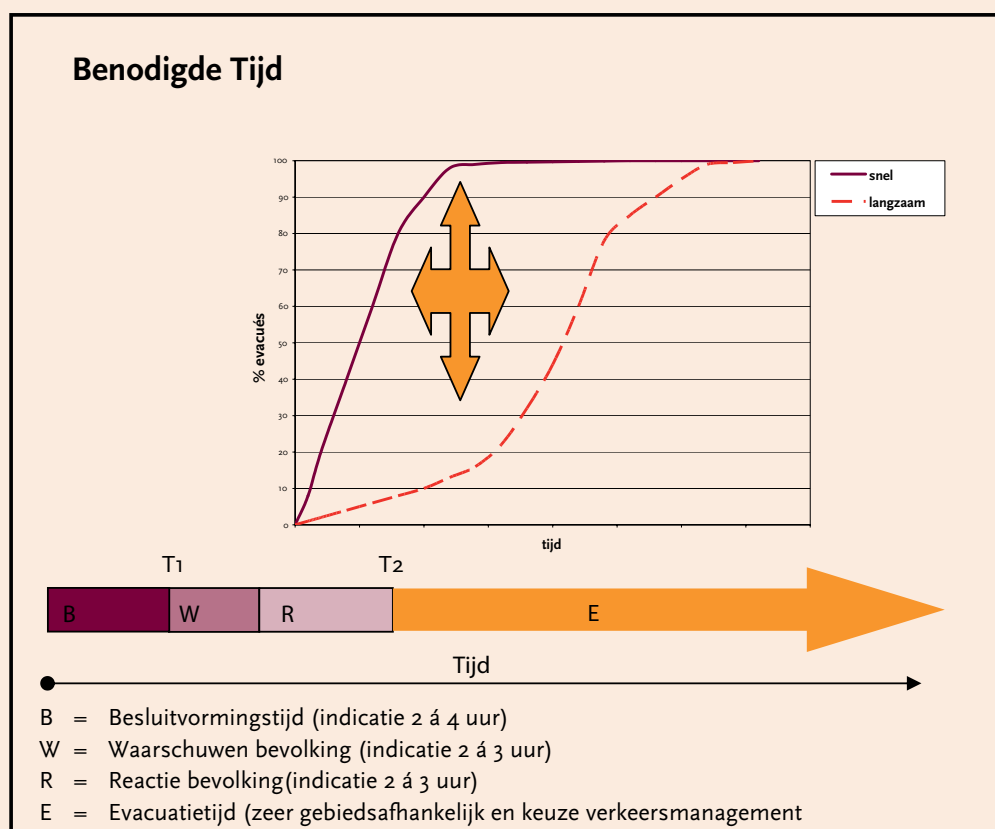 Benodigde Tijd
100
90
80
70
60
50
40
30
20
10
0
% evacués
tijd
snel
langzaam
T1
T2
B
W
R
E
Tijd
B = Besluitvormingstijd (indicatie 2 á 4 uur)
W = Waarschuwen bevolking (indicatie 2 á 3 uur)
R = Reactie bevolking(indicatie 2 á 3 uur)
E = Evacuatietijd (zeer gebiedsafhankelijk en keuze verkeersmanagement